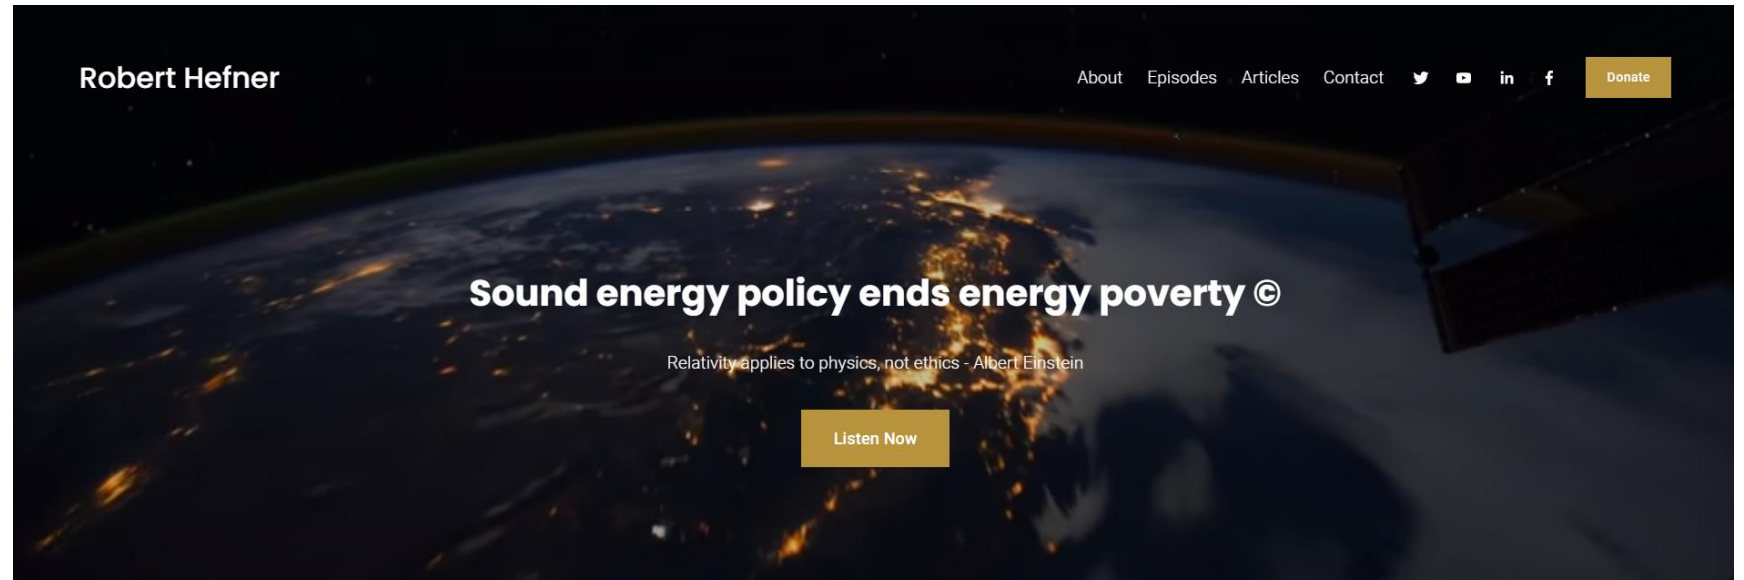 Robert Hefner
About Episodes Articles Contact Donate
Sound energy policy ends energy poverty ©
Relativity applies to physics, not ethics - Albert Einstein
Listen Now